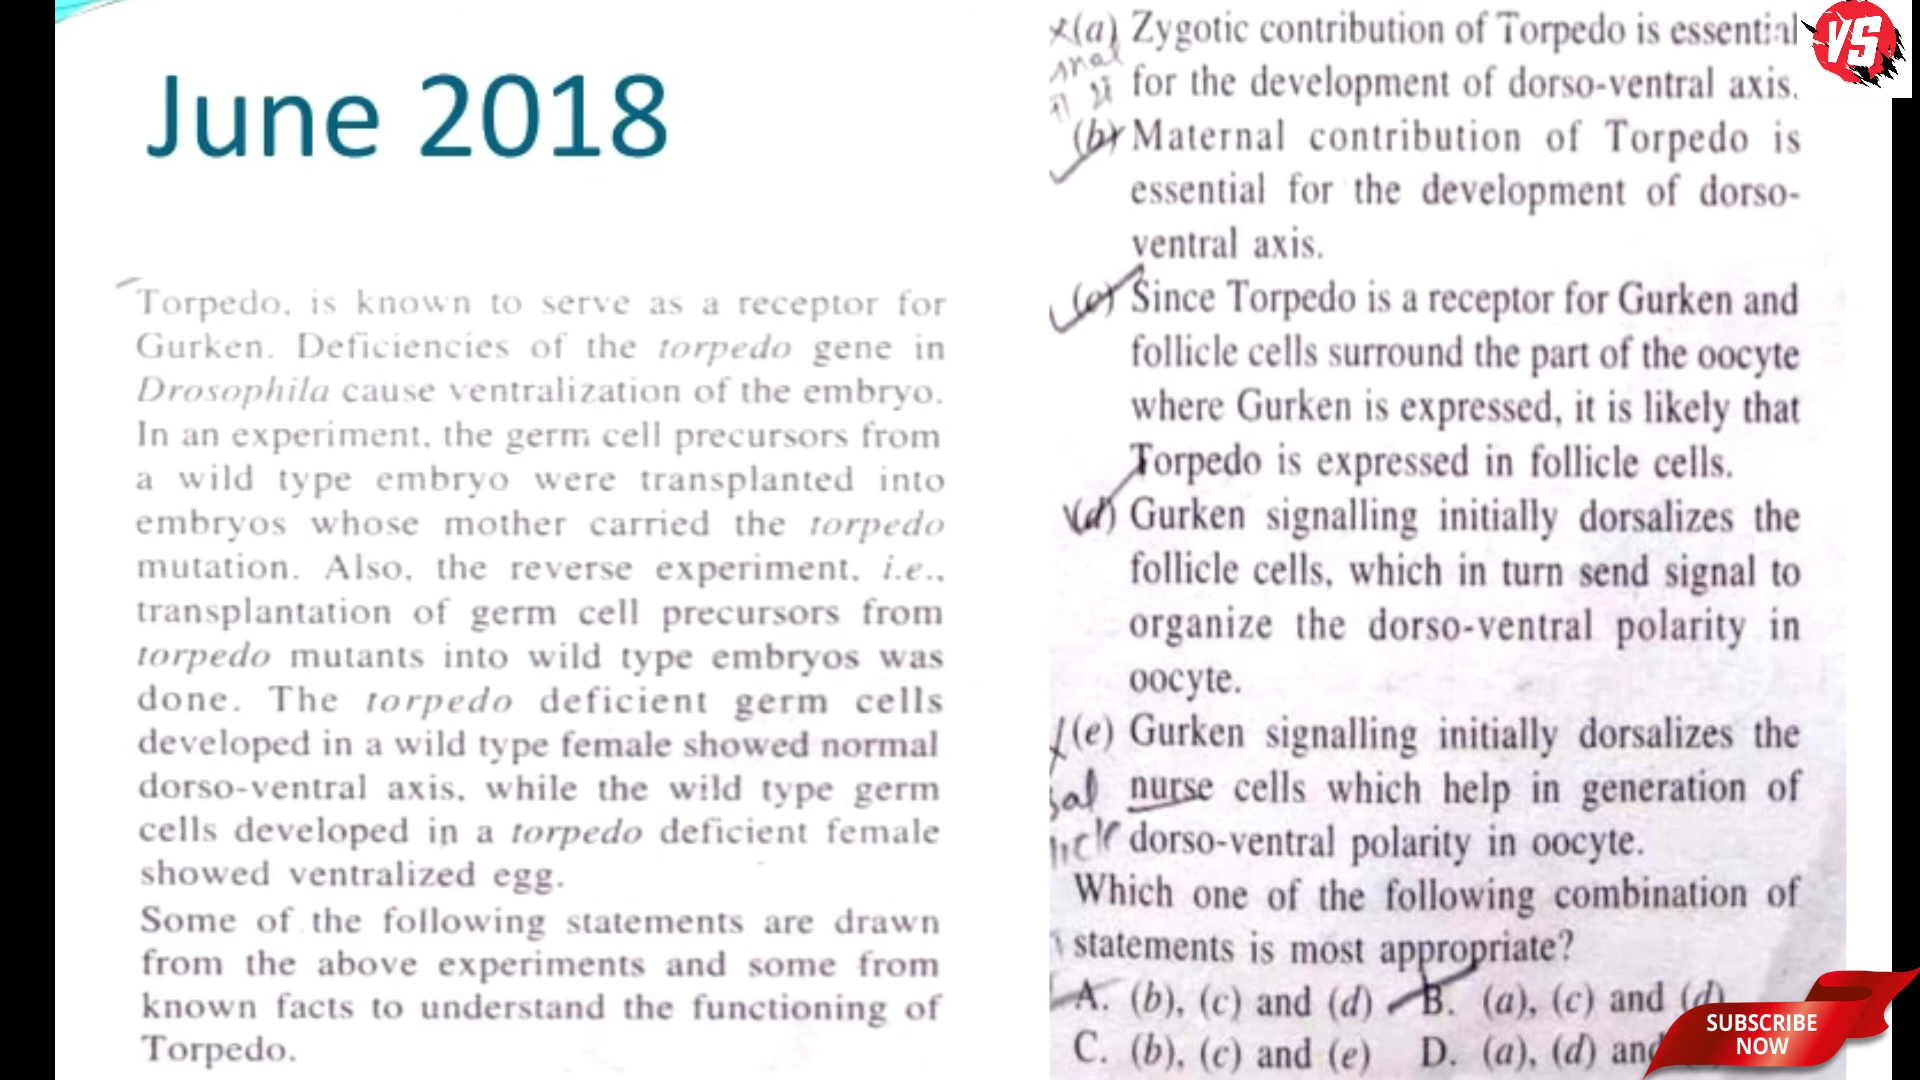 June 2018
Torpedo, is known to serve as a receptor for
Gurken. Deficiencies of the torpedo gene in
Drosophila cause ventralization of the embryo.
In an experiment, the germ cell precursors from
a wild type embryo were transplanted into
embryos whose mother carried the torpedo
mutation. Also, the reverse experiment, i.e.,
transplantation of germ cell precursors from
torpedo mutants into wild type embryos was
done. The torpedo deficient germ cells
developed in a wild type female showed normal
dorso-ventral axis, while the wild type germ
cells developed in a torpedo deficient female
showed ventralized egg.
Some of the following statements are drawn
from the above experiments and some from
known facts to understand the functioning of
Torpedo.
(a) Zygotic contribution of Torpedo is essential
for the development of dorso-ventral axis.
(b) Maternal contribution of Torpedo is
essential for the development of dorso-
ventral axis.
(c) Since Torpedo is a receptor for Gurken and
follicle cells surround the part of the oocyte
where Gurken is expressed, it is likely that
Torpedo is expressed in follicle cells.
(d) Gurken signalling initially dorsalizes the
follicle cells, which in turn send signal to
organize the dorso-ventral polarity in
oocyte.
(e) Gurken signalling initially dorsalizes the
nurse cells which help in generation of
dorso-ventral polarity in oocyte.
Which one of the following combination of
statements is most appropriate?
A. (b), (c) and (d) B. (a), (c) and (d)
C. (b), (c) and (e) D. (a), (d) and
VS
SUBSCRIBE
NOW